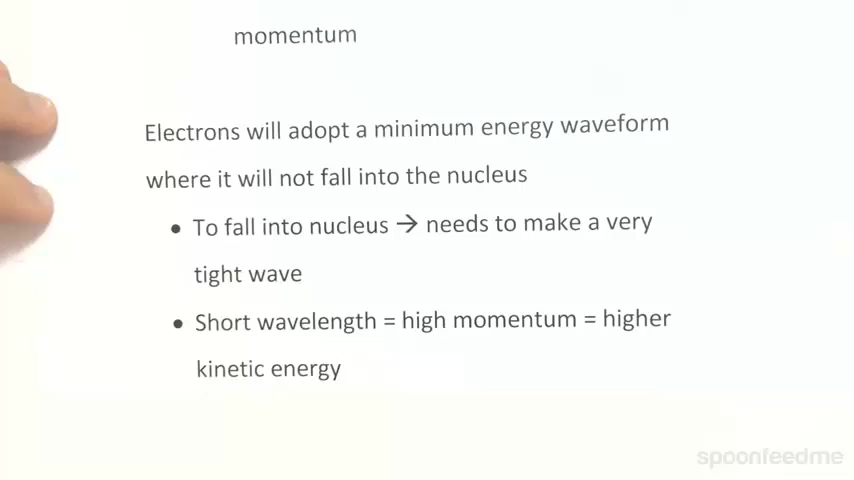 momentum
Electrons will adopt a minimum energy waveform
where it will not fall into the nucleus
• To fall into nucleus → needs to make a very
tight wave
• Short wavelength = high momentum = higher
kinetic energy
spoonfeedme